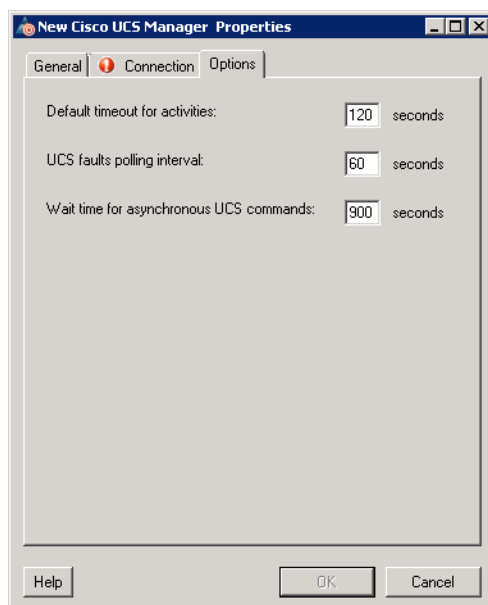 New Cisco UCS Manager Properties
General Connection Options
Default timeout for activities: 120 seconds
UCS faults polling interval: 60 seconds
Wait time for asynchronous UCS commands: 900 seconds
Help OK Cancel